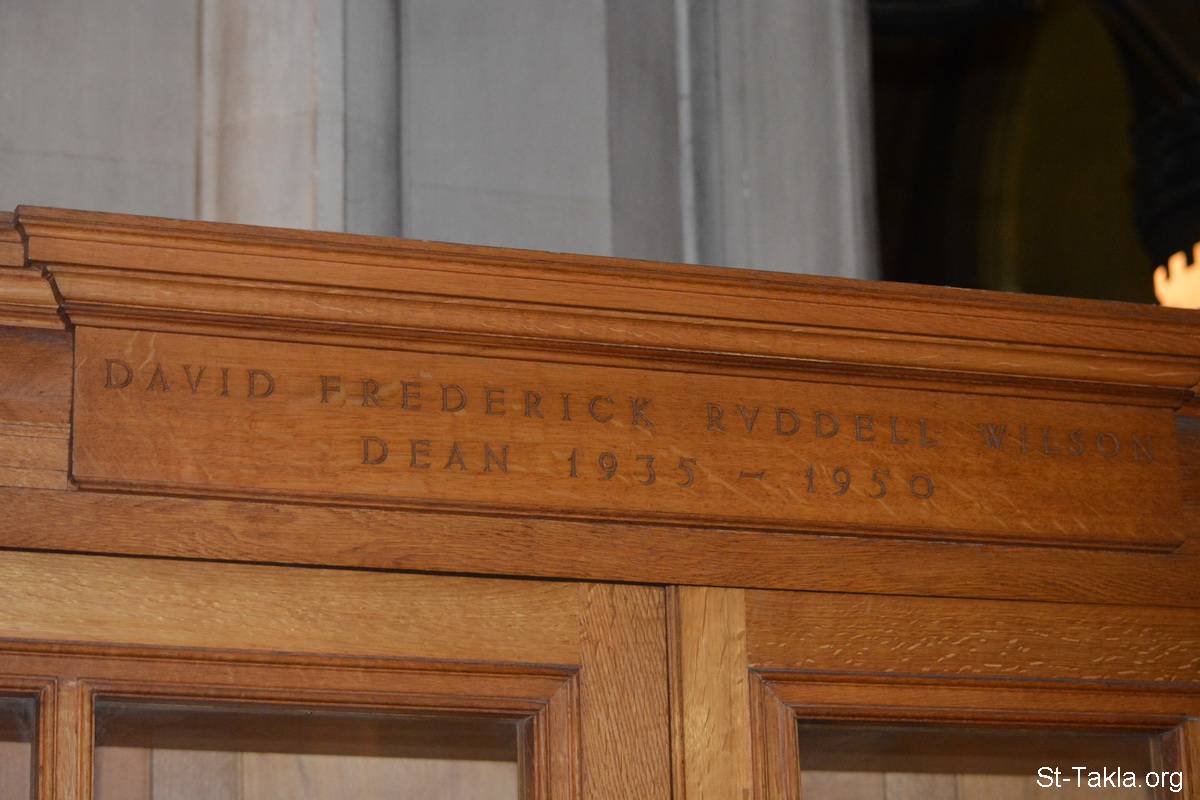 DAVID FREDERICK RVDDELL WILSON
DEAN 1935 – 1950
St-Takla.org